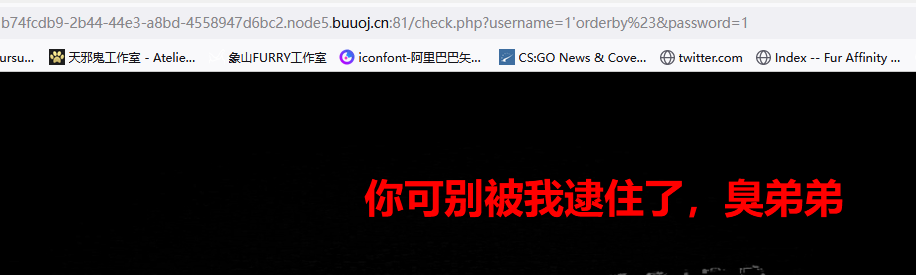 b74fcdb9-2b44-44e3-a8bd-4558947d6bc2.node5.buuoj.cn:81/check.php?username=1'orderby%23&password=1
ursu... 天邪鬼工作室 - Atelie... 象山FURRY工作室 iconfont-阿里巴巴矢... CS:GO News & Cove... twitter.com Index -- Fur Affinity ...
你可别被我逮住了，臭弟弟